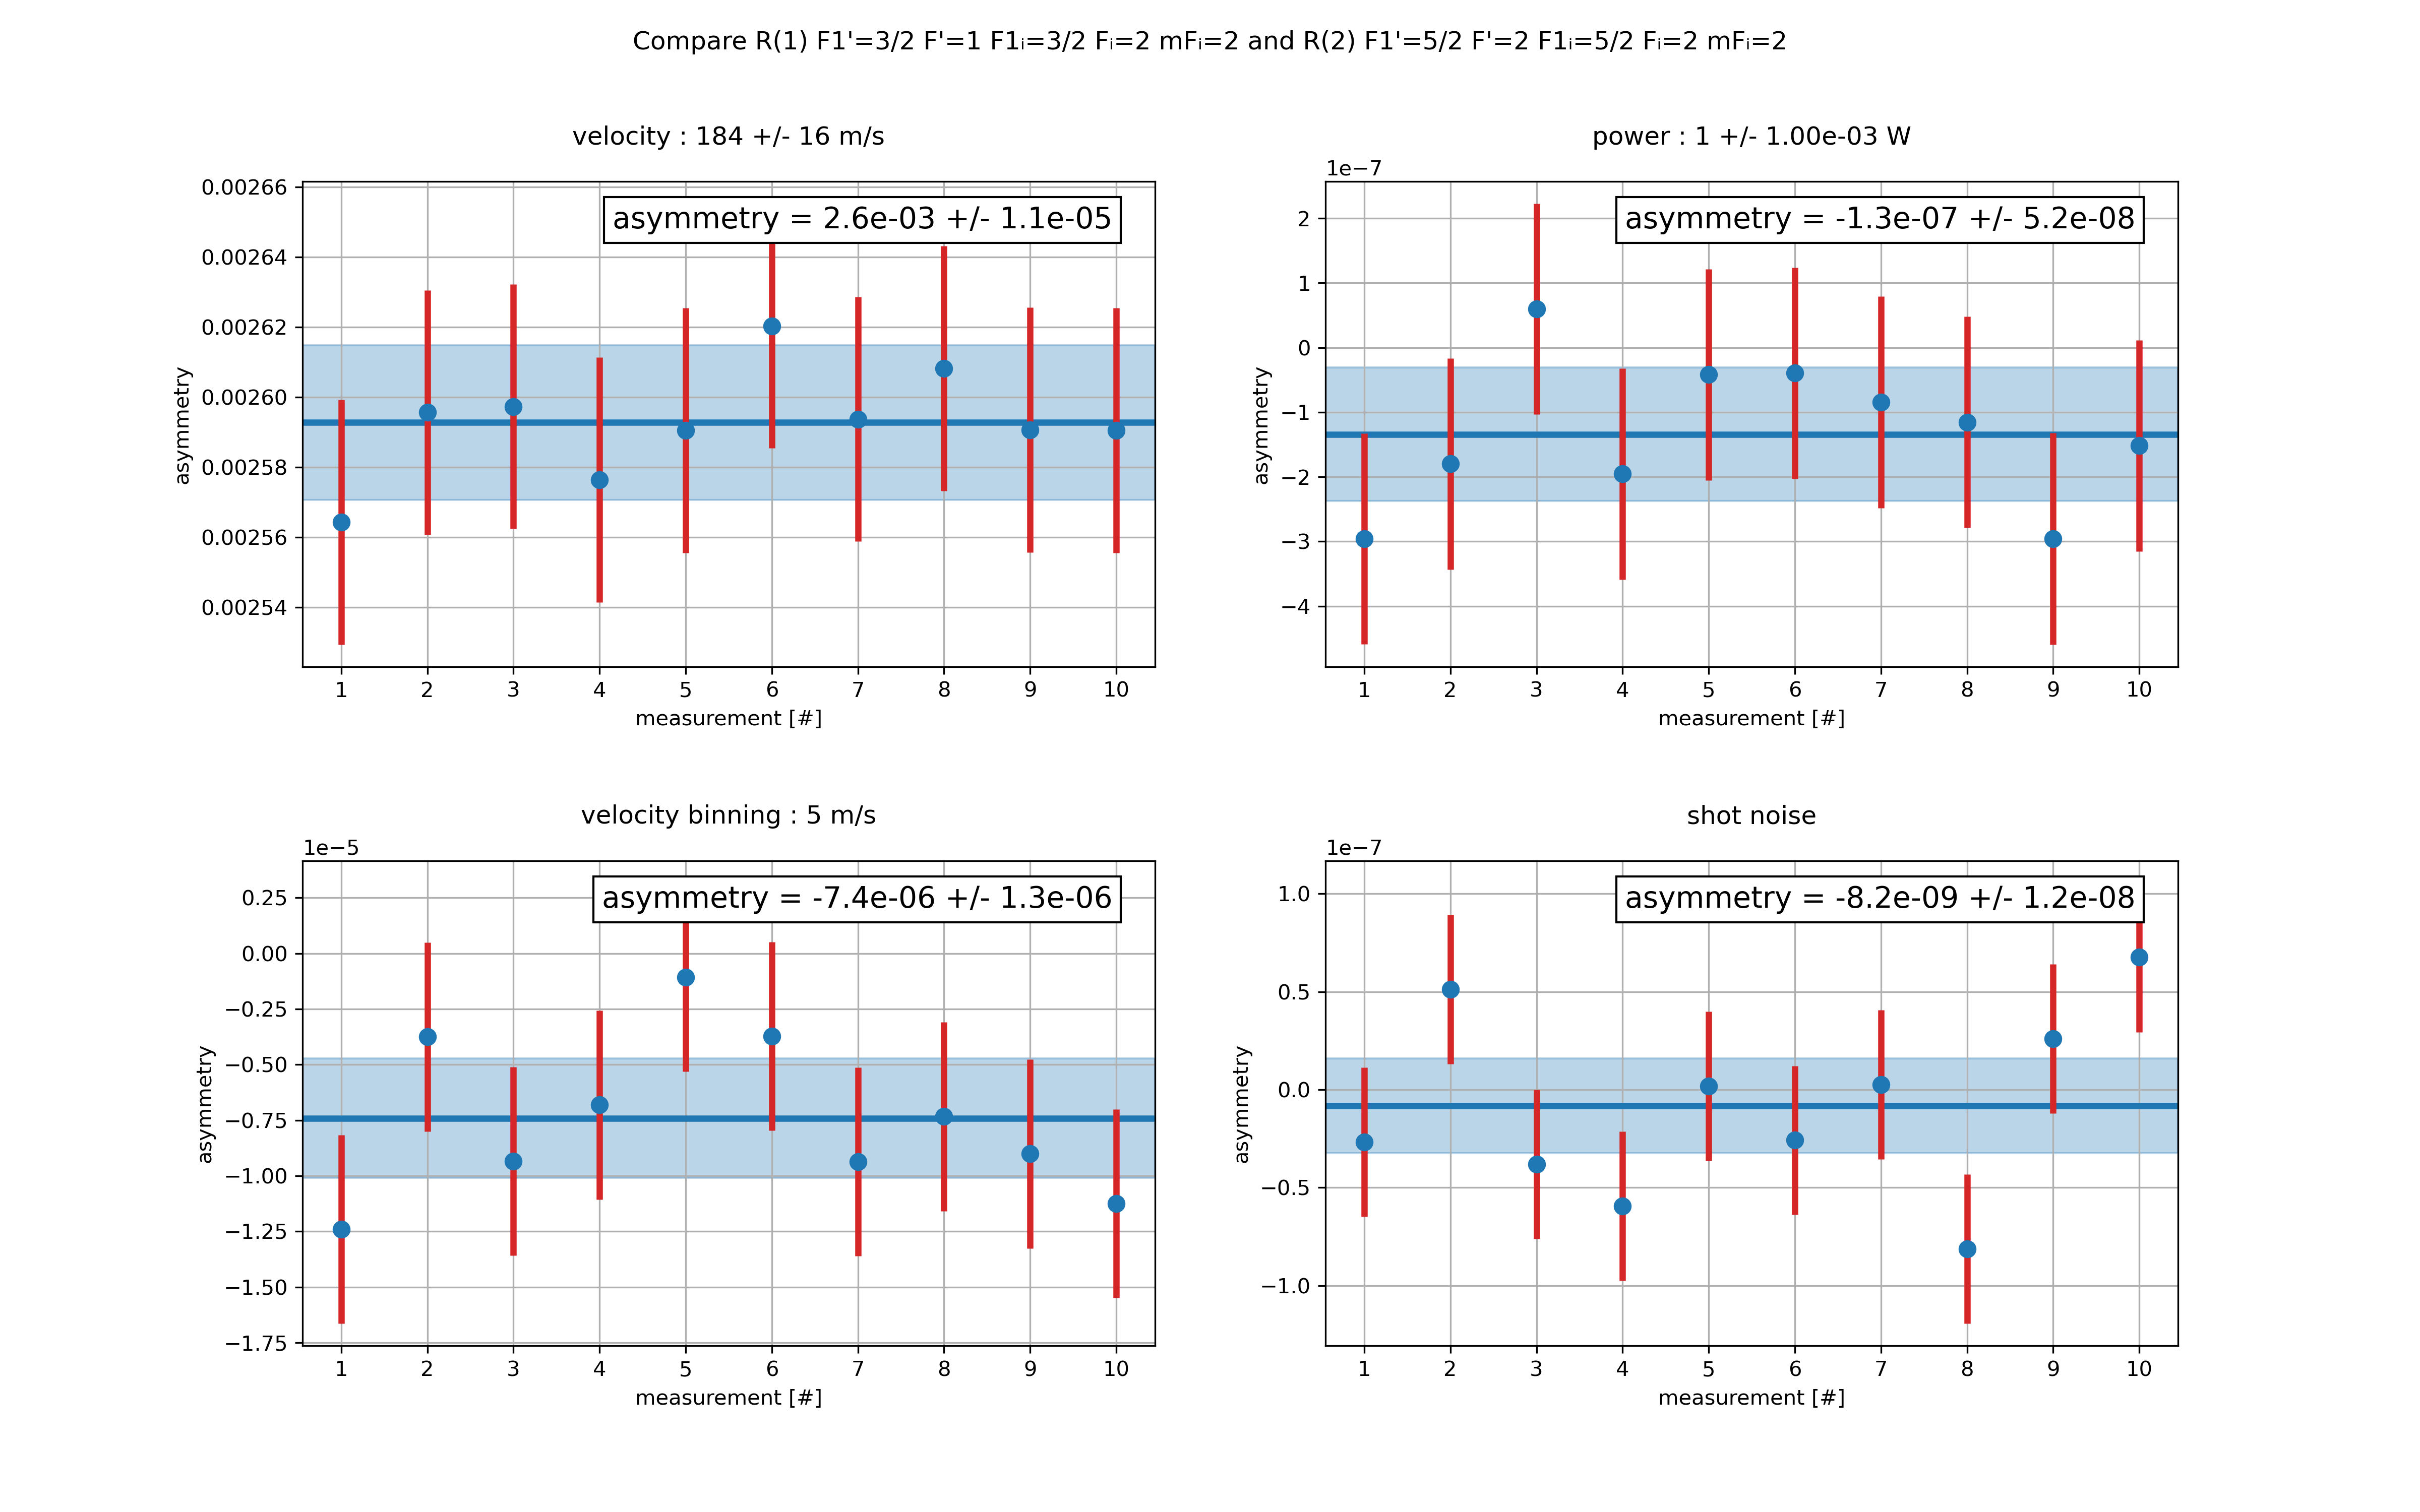 Compare R(1) F1'=3/2 F'=1 F1ᵢ=3/2 Fᵢ=2 mFᵢ=2 and R(2) F1'=5/2 F'=2 F1ᵢ=5/2 Fᵢ=2 mFᵢ=2
velocity : 184 +/- 16 m/s
asymmetry = 2.6e-03 +/- 1.1e-05
0.00266
0.00264
0.00262
0.00260
0.00258
0.00256
0.00254
asymmetry
1 2 3 4 5 6 7 8 9 10
measurement [#]
power : 1 +/- 1.00e-03 W
1e−7
asymmetry = -1.3e-07 +/- 5.2e-08
2
1
0
−1
−2
−3
−4
asymmetry
1 2 3 4 5 6 7 8 9 10
measurement [#]
velocity binning : 5 m/s
1e−5
asymmetry = -7.4e-06 +/- 1.3e-06
0.25
0.00
−0.25
−0.50
−0.75
−1.00
−1.25
−1.50
−1.75
asymmetry
1 2 3 4 5 6 7 8 9 10
measurement [#]
shot noise
1e−7
asymmetry = -8.2e-09 +/- 1.2e-08
1.0
0.5
0.0
−0.5
−1.0
asymmetry
1 2 3 4 5 6 7 8 9 10
measurement [#]